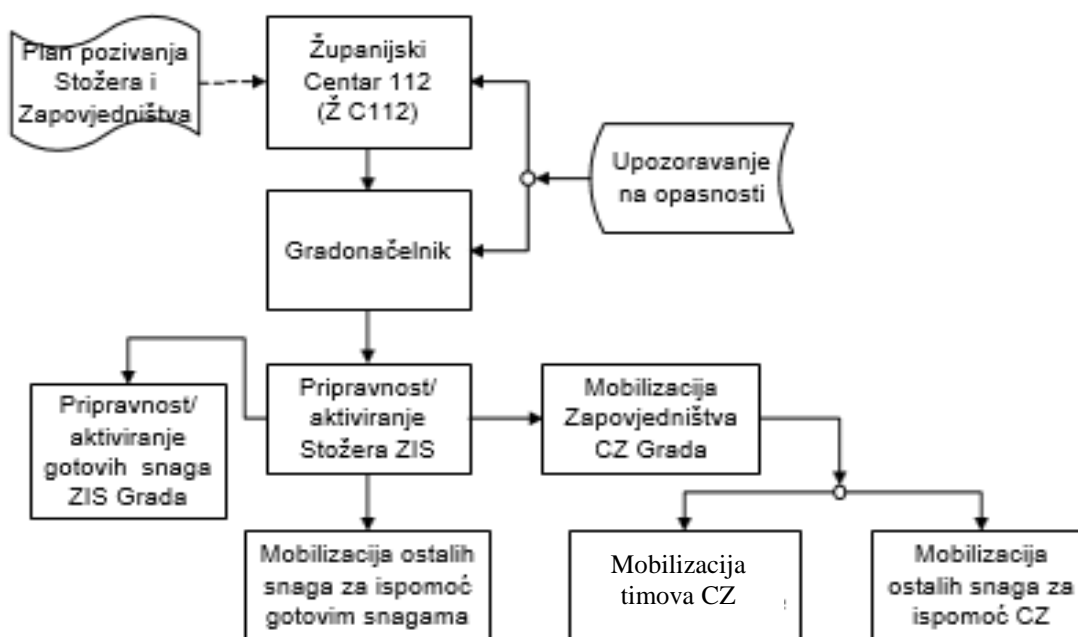 Plan pozivanja
Stožera i
Zapovjedništva
Županijski
Centar 112
(Ž C112)
Upozoravanje
na opasnosti
Gradonačelnik
Pripravnost/
aktiviranje
gotovih snaga
ZIS Grada
Pripravnost/
aktiviranje
Stožera ZIS
Mobilizacija
Zapovjedništva
CZ Grada
Mobilizacija ostalih
snaga za ispomoć
gotovim snagama
Mobilizacija
timova CZ
Mobilizacija
ostalih snaga za
ispomoć CZ